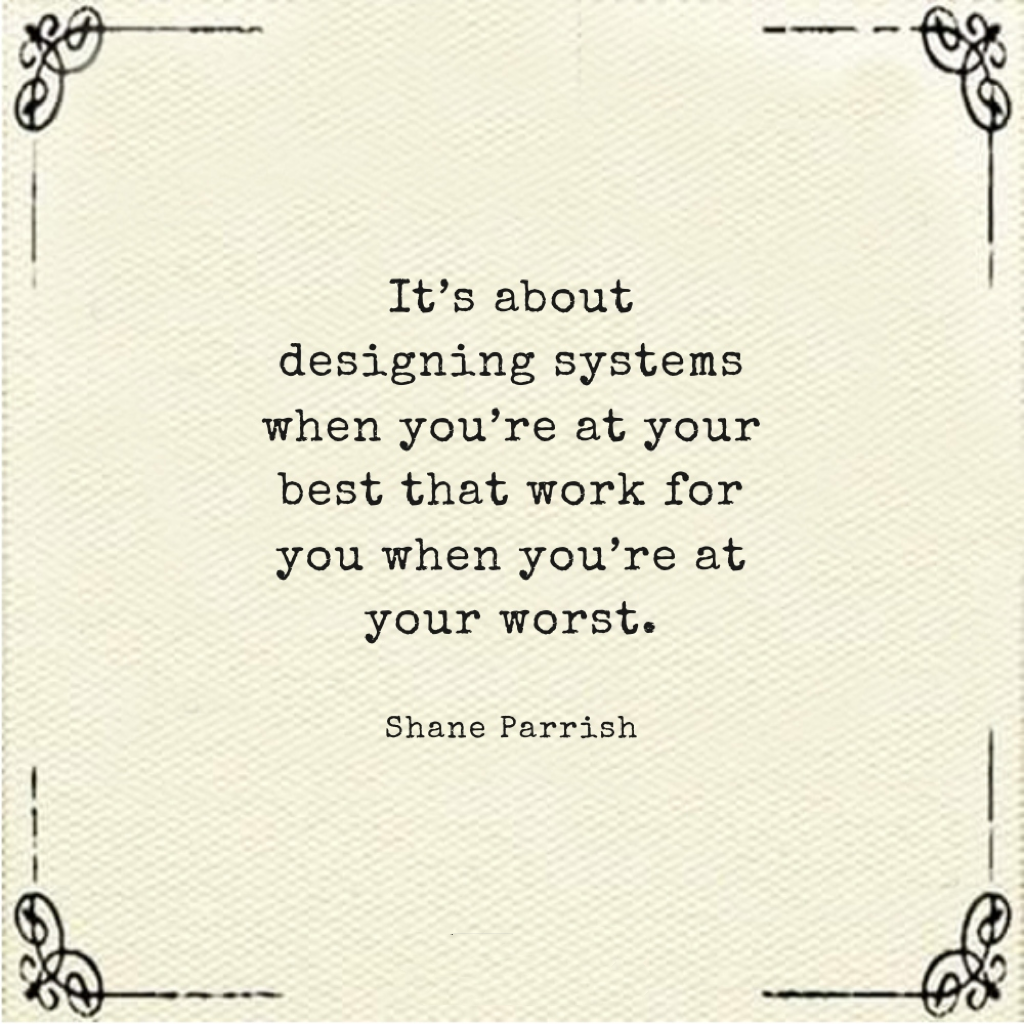 It’s about
designing systems
when you’re at your
best that work for
you when you’re at
your worst.
Shane Parrish